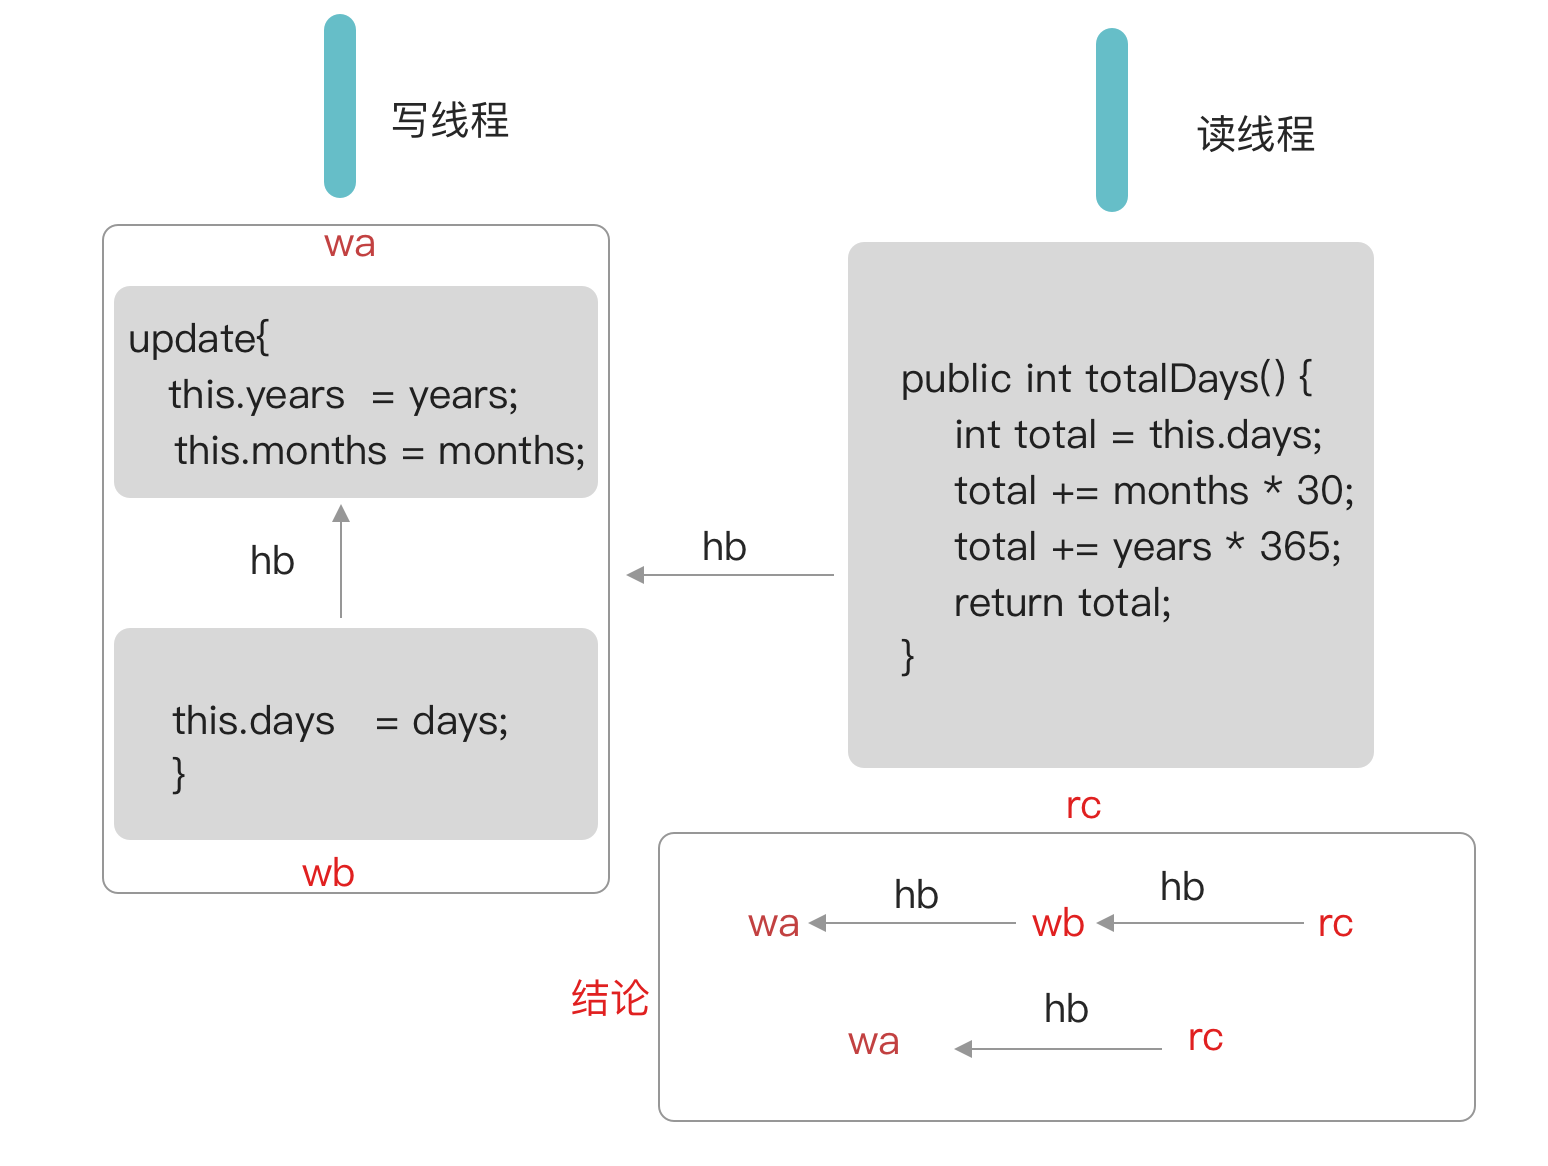 写线程
读线程
wa
update{
this.years = years;
this.months = months;
hb
this.days = days;
}
wb
hb
public int totalDays() {
int total = this.days;
total += months * 30;
total += years * 365;
return total;
}
rc
结论
wa hb wb hb rc
wa hb rc